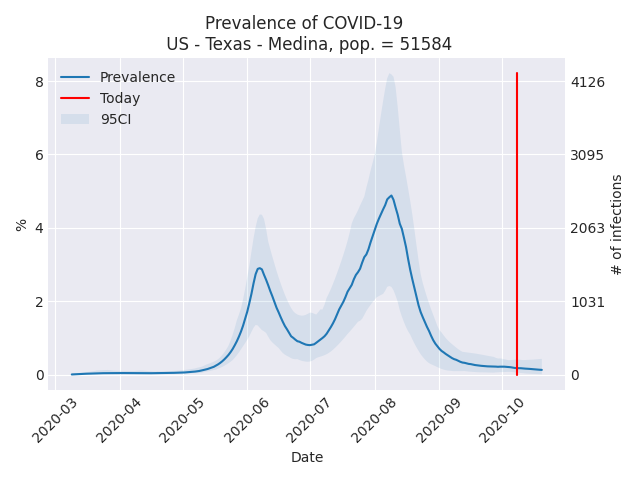 Prevalence of COVID-19
US - Texas - Medina, pop. = 51584
Prevalence
Today
95CI
%
8
6
4
2
0
4126
3095
2063
1031
0
# of infections
2020-03
2020-04
2020-05
2020-06
2020-07
2020-08
2020-09
2020-10
Date